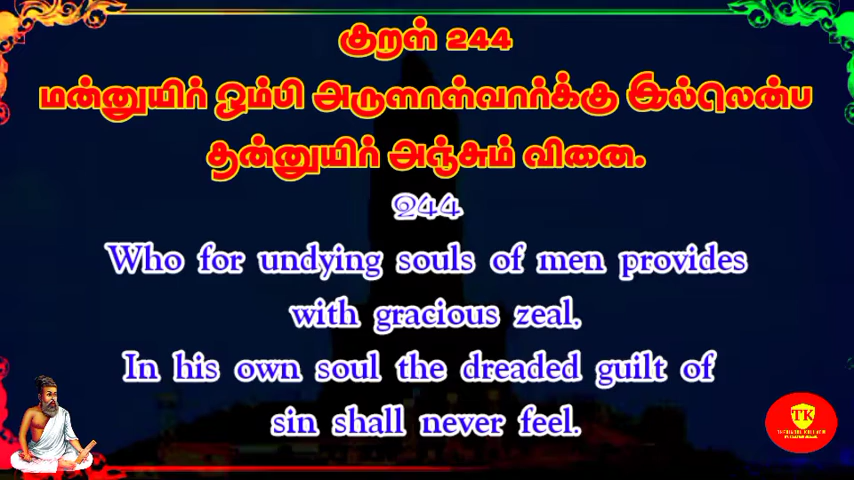 குறள் 244
மன்னுயிர் ஓம்பி அருளாள்வார்க்கு இல்லென்ப
தன்னுயிர் அஞ்சும் வினை.
244
Who for undying souls of men provides
with gracious zeal.
In his own soul the dreaded guilt of
sin shall never feel.
TK